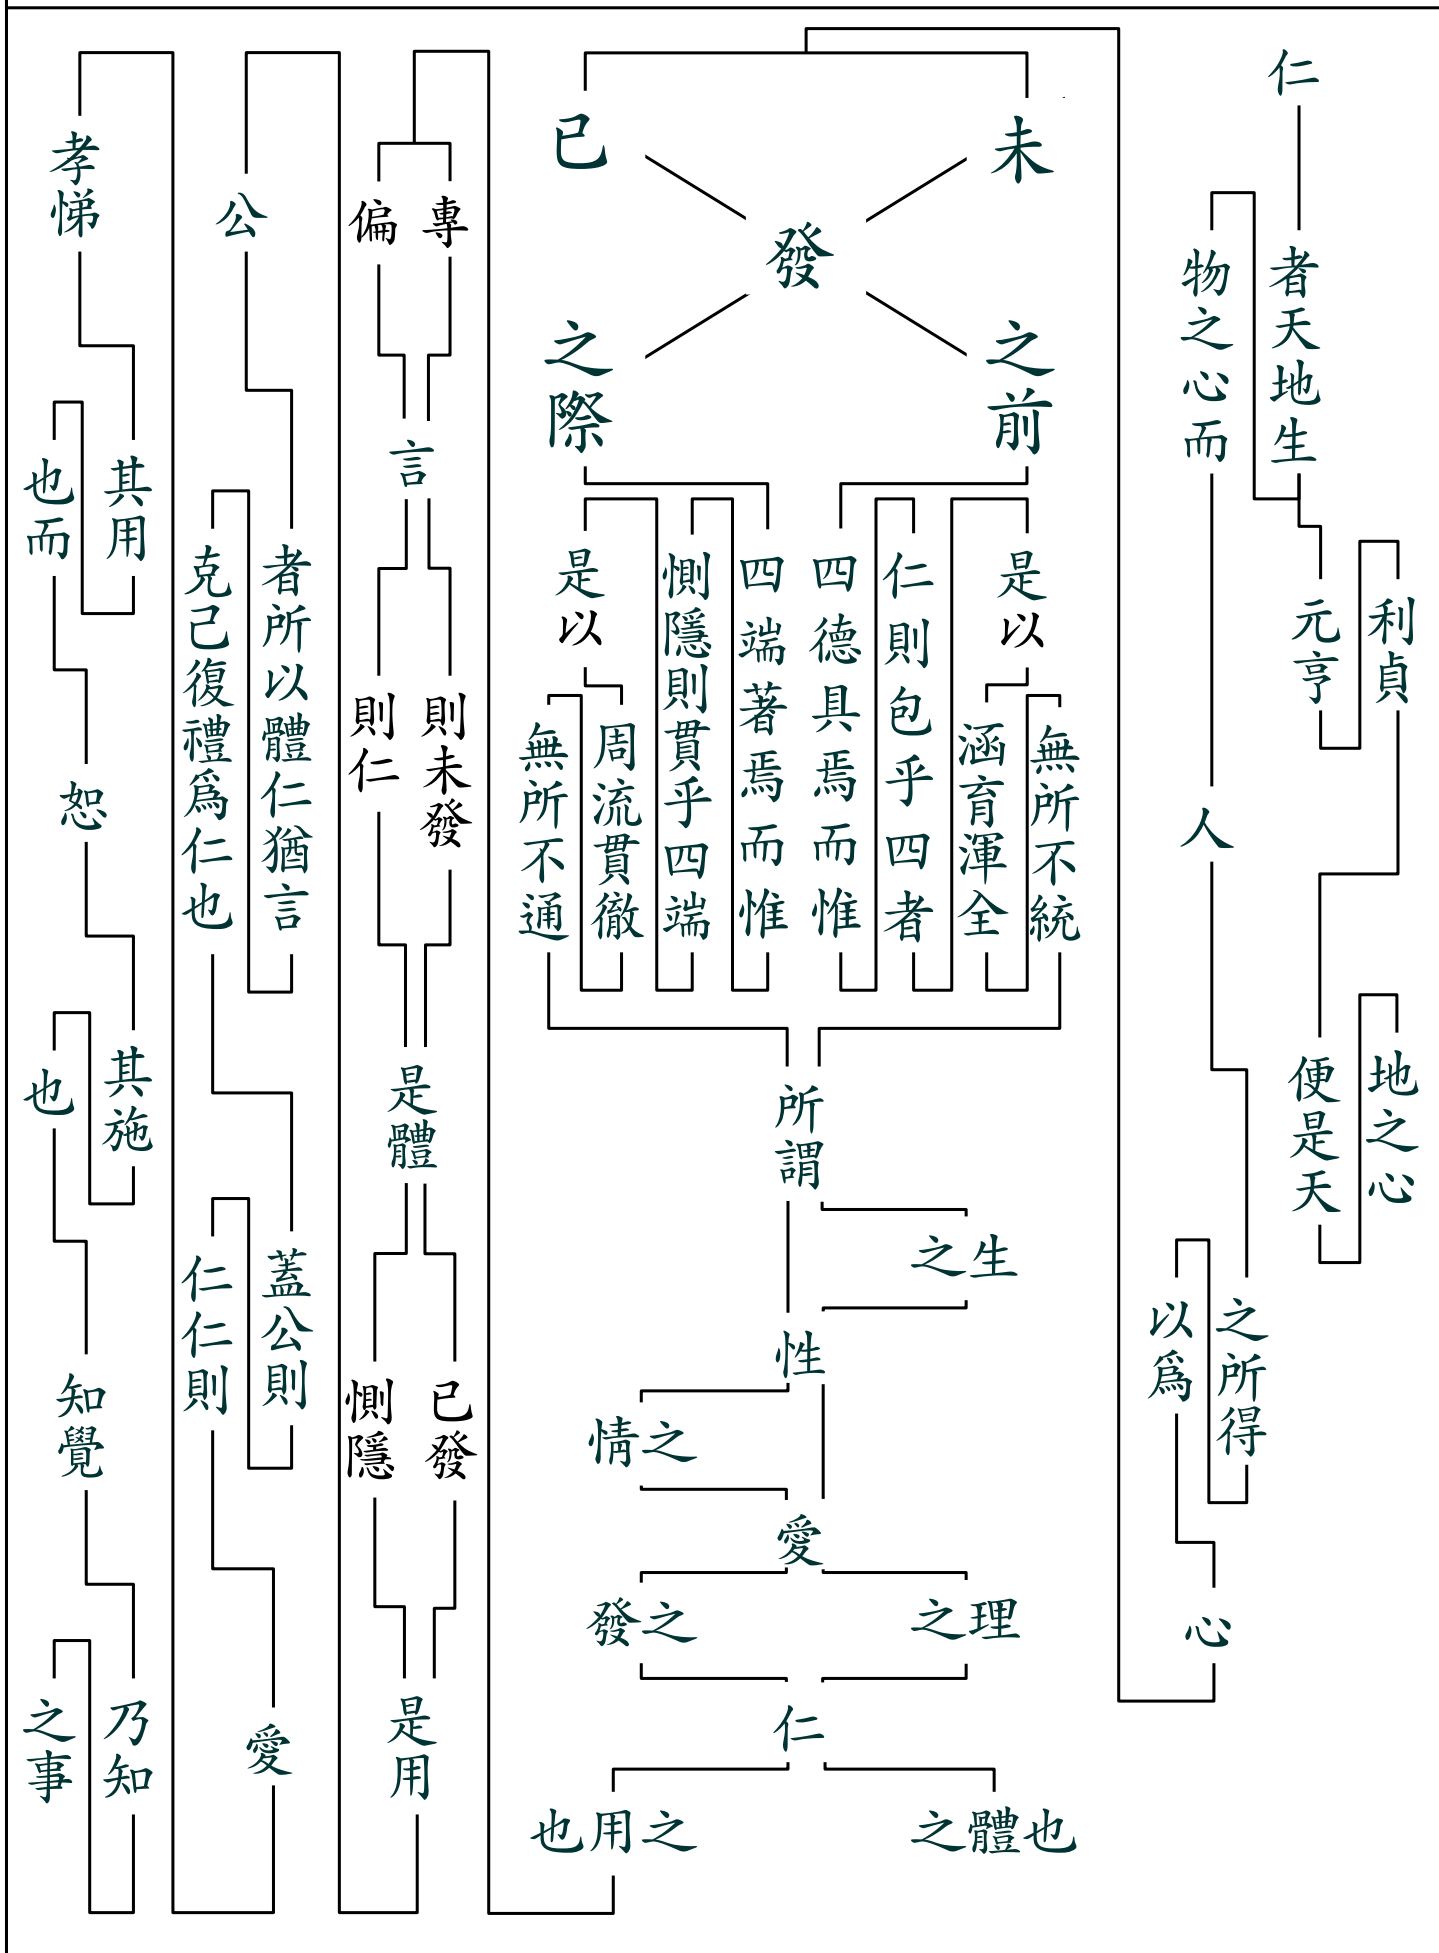 仁
者天地生
物之心而
元亨
利貞
便是天
地之心
人
之所得
以爲
心
未
發
之
前
四德具焉而惟
仁則包乎四者
是以
涵育渾全
無所不統
已
之
際
四端著焉而惟
惻隱則貫乎四端
是以
周流貫徹
無所不通
所謂
生之
性
之情
愛
理之
之發
仁
之體也
之用也
專
偏
言
則未發
則仁
是體
已發
惻隱
是用
公
者所以體仁猶言
克己復禮爲仁也
蓋公則
仁仁則
愛
孝悌
其用
也而
恕
其施
也
知覺
乃知
之事